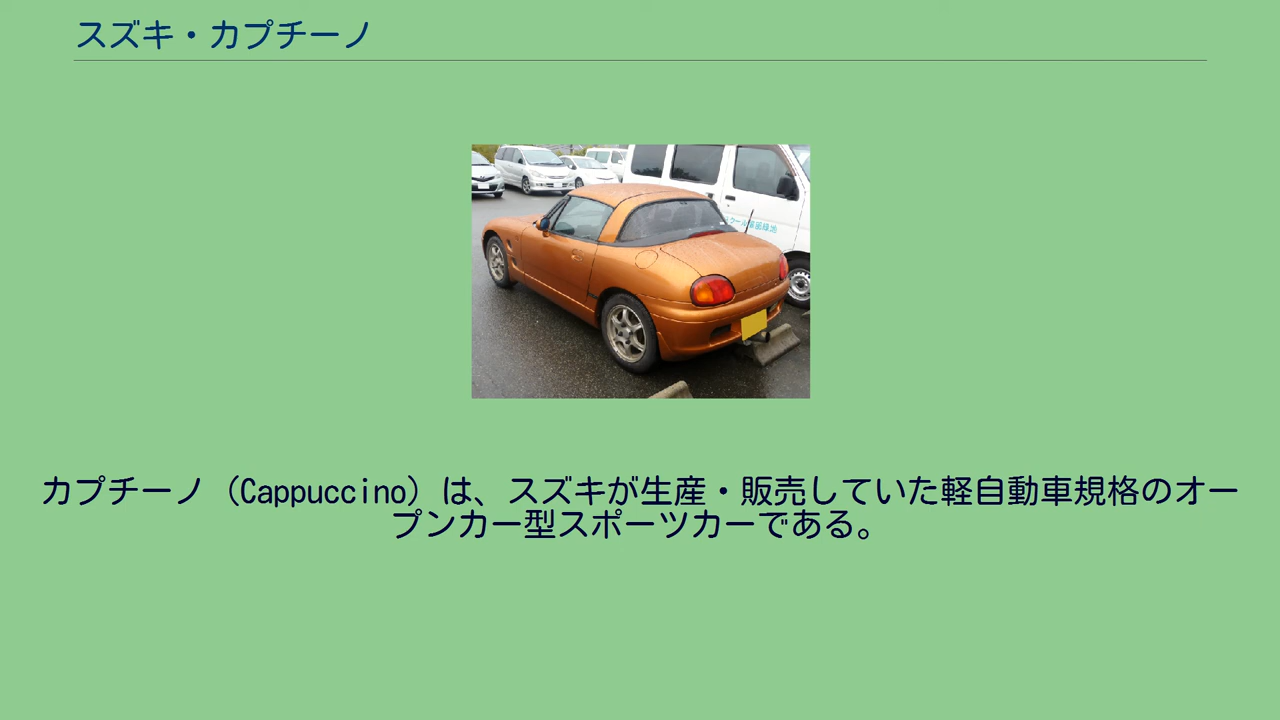 スズキ・カプチーノ
カプチーノ（Cappuccino）は、スズキが生産・販売していた軽自動車規格のオー
プンカー型スポーツカーである。